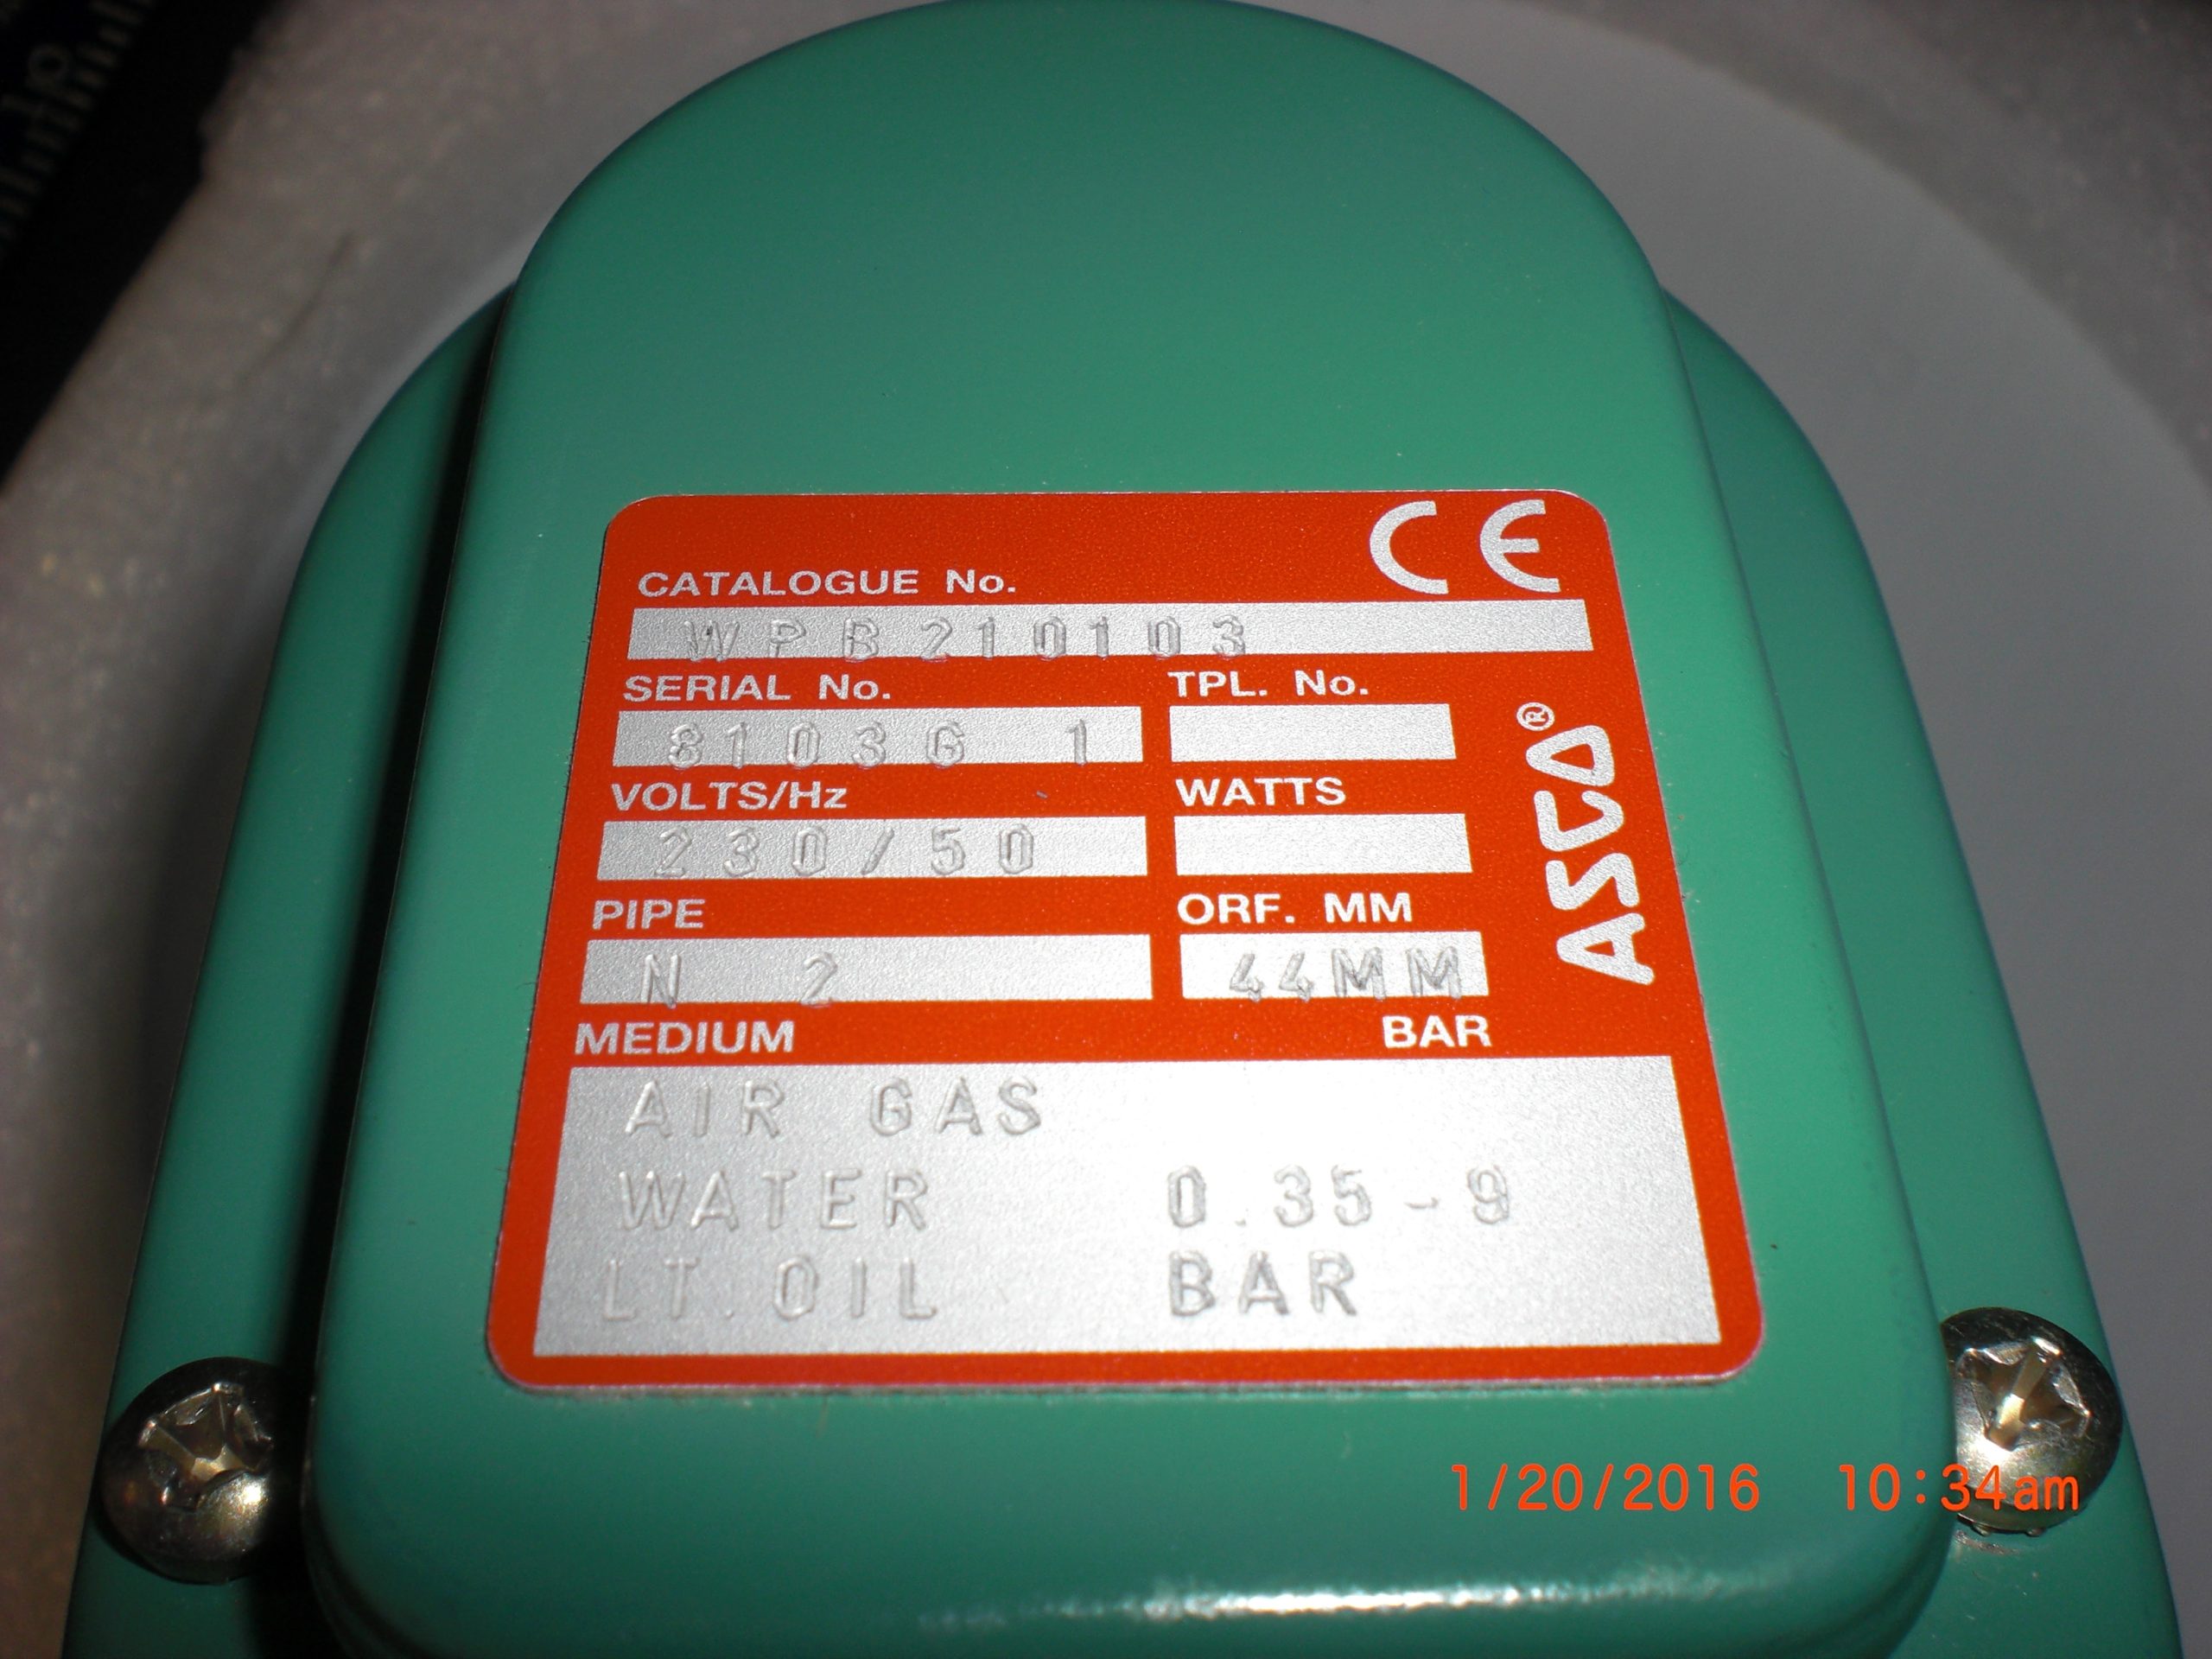 CE
CATALOGUE No.
WPB210103
SERIAL No. TPL. No.
8103G 1
VOLTS/Hz WATTS
230/50
PIPE ORF. MM
N 2 44MM
MEDIUM BAR
AIR GAS
WATER 0.35-9
LT.OIL BAR
ASCO®
1/20/2016 10:34am